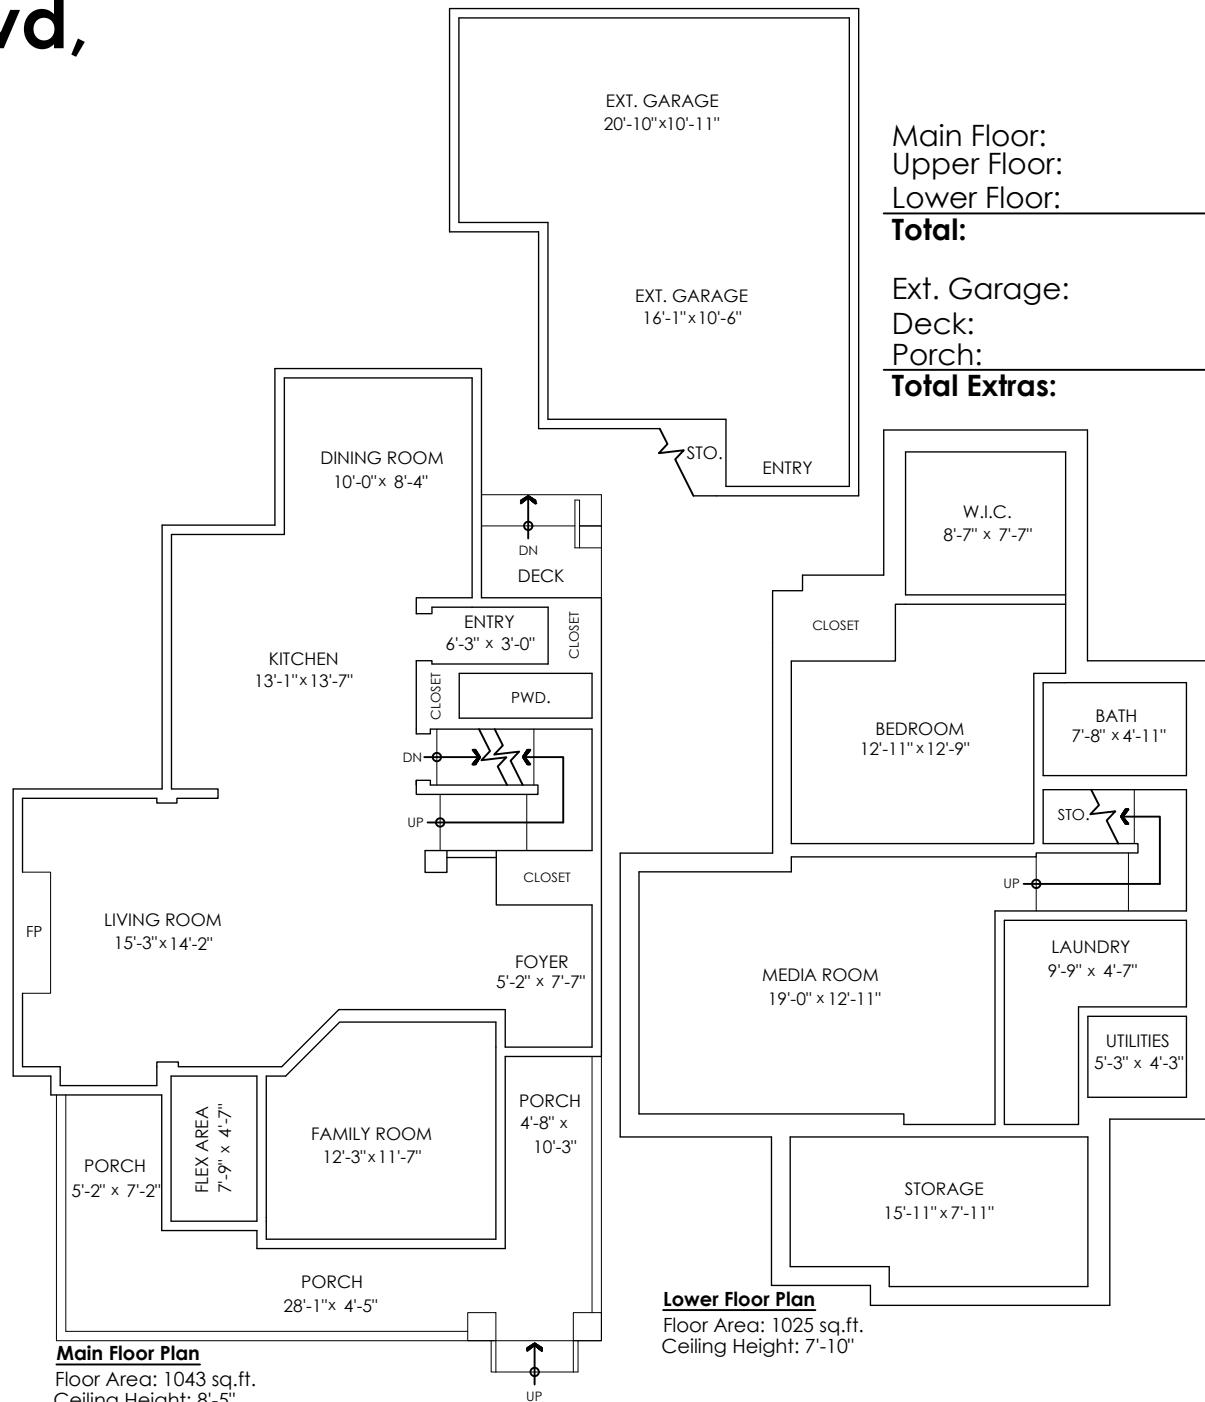 vd,
EXT. GARAGE
20'-10"x10'-11"
EXT. GARAGE
16'-1"x10'-6"
STO.
ENTRY
Main Floor:
Upper Floor:
Lower Floor:
Total:
Ext. Garage:
Deck:
Porch:
Total Extras:
DINING ROOM
10'-0"x 8'-4"
DN
DECK
ENTRY
6'-3" x 3'-0"
CLOSET
KITCHEN
13'-1"x13'-7"
CLOSET
PWD.
DN
UP
CLOSET
FP
LIVING ROOM
15'-3"x14'-2"
FOYER
5'-2" x 7'-7"
PORCH
4'-8" x
10'-3"
FLEX AREA
7'-9" x 4'-7"
FAMILY ROOM
12'-3"x11'-7"
PORCH
5'-2" x 7'-2"
PORCH
28'-1"x 4'-5"
UP
Main Floor Plan
Floor Area: 1043 sq.ft.
Ceiling Height: 8'-5"
W.I.C.
8'-7" x 7'-7"
CLOSET
BEDROOM
12'-11"x12'-9"
BATH
7'-8" x 4'-11"
STO.
UP
MEDIA ROOM
19'-0"x12'-11"
LAUNDRY
9'-9" x 4'-7"
UTILITIES
5'-3" x 4'-3"
STORAGE
15'-11"x7'-11"
Lower Floor Plan
Floor Area: 1025 sq.ft.
Ceiling Height: 7'-10"